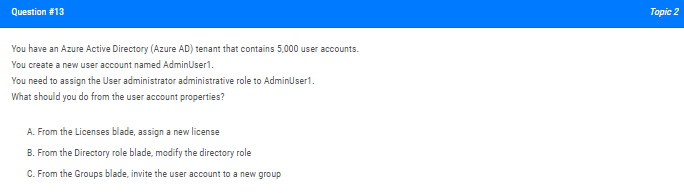 Question #13
Topic 2
You have an Azure Active Directory (Azure AD) tenant that contains 5,000 user accounts.
You create a new user account named AdminUser1.
You need to assign the User administrator administrative role to AdminUser1.
What should you do from the user account properties?
A. From the Licenses blade, assign a new license
B. From the Directory role blade, modify the directory role
C. From the Groups blade, invite the user account to a new group